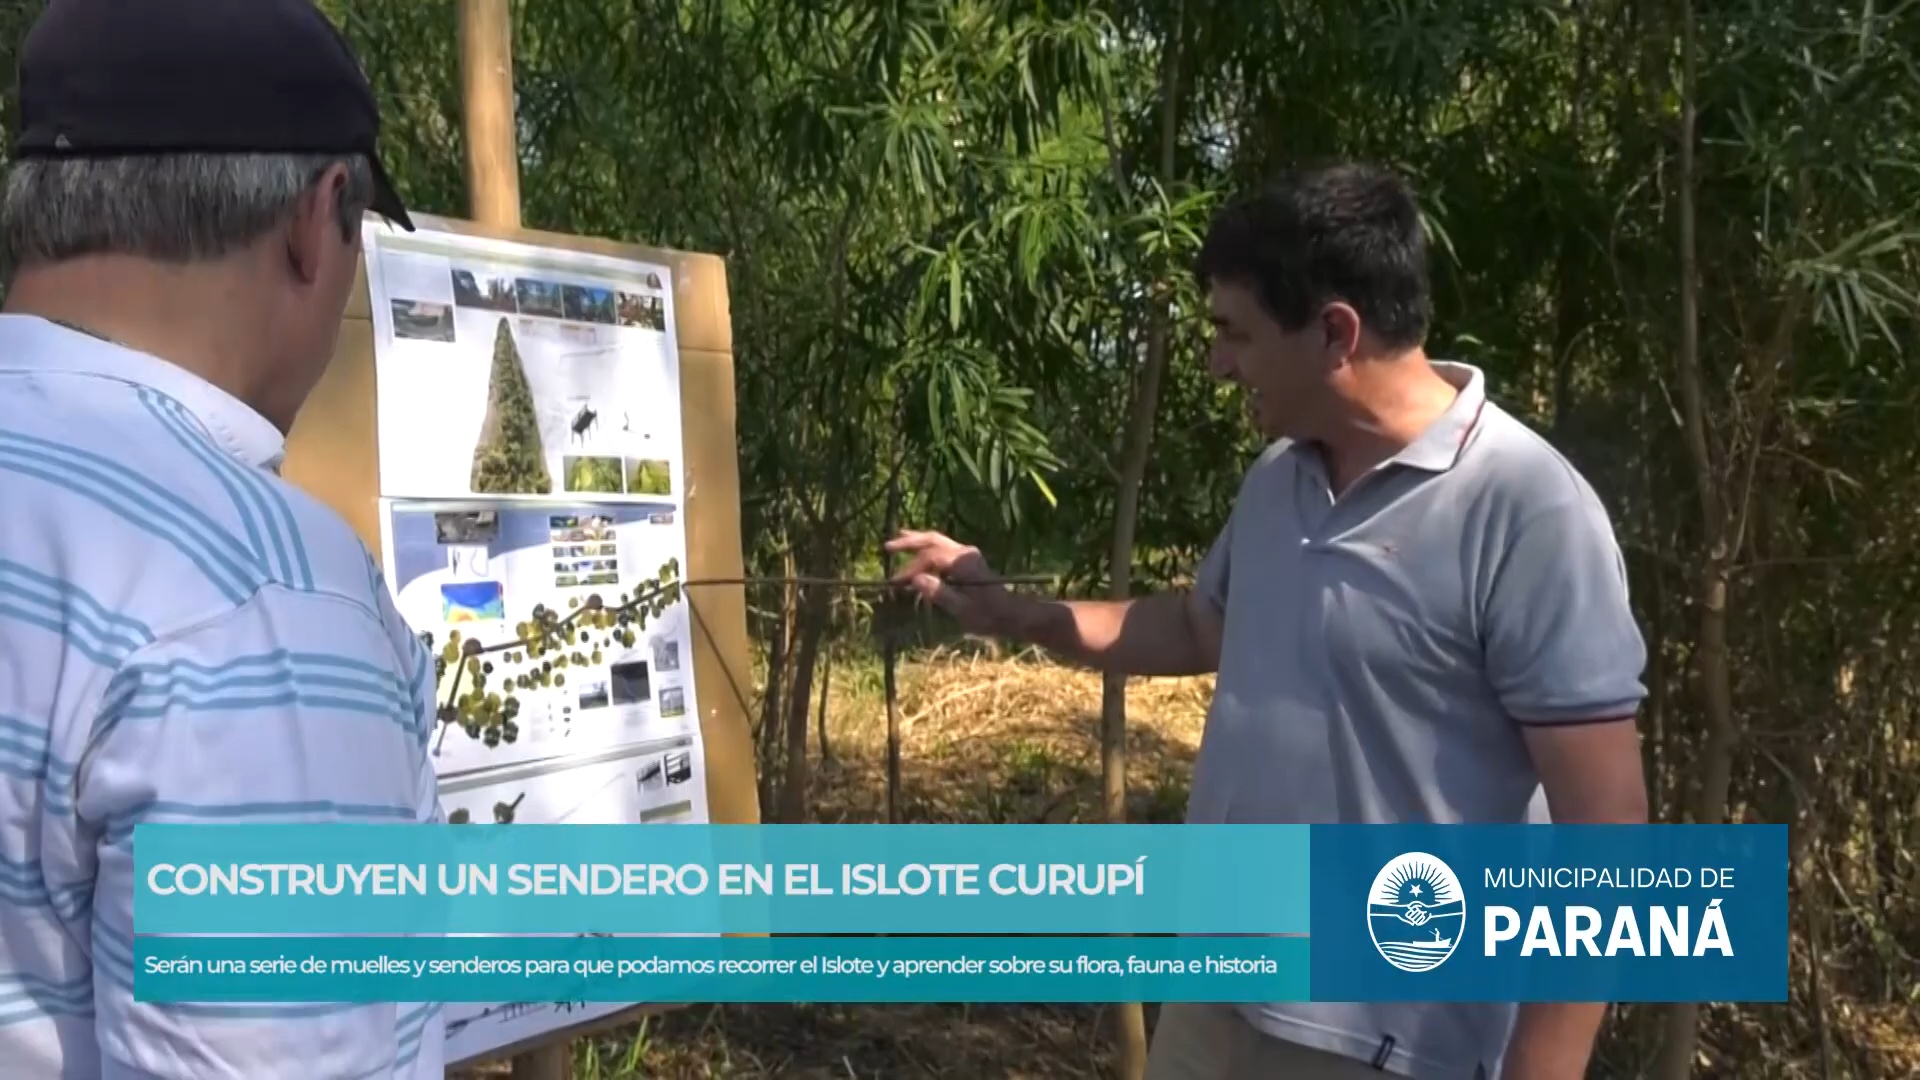 CONSTRUYEN UN SENDERO EN EL ISLOTE CURUPÍ
Serán una serie de muelles y senderos para que podamos recorrer el Islote y aprender sobre su flora, fauna e historia
MUNICIPALIDAD DE
PARANÁ